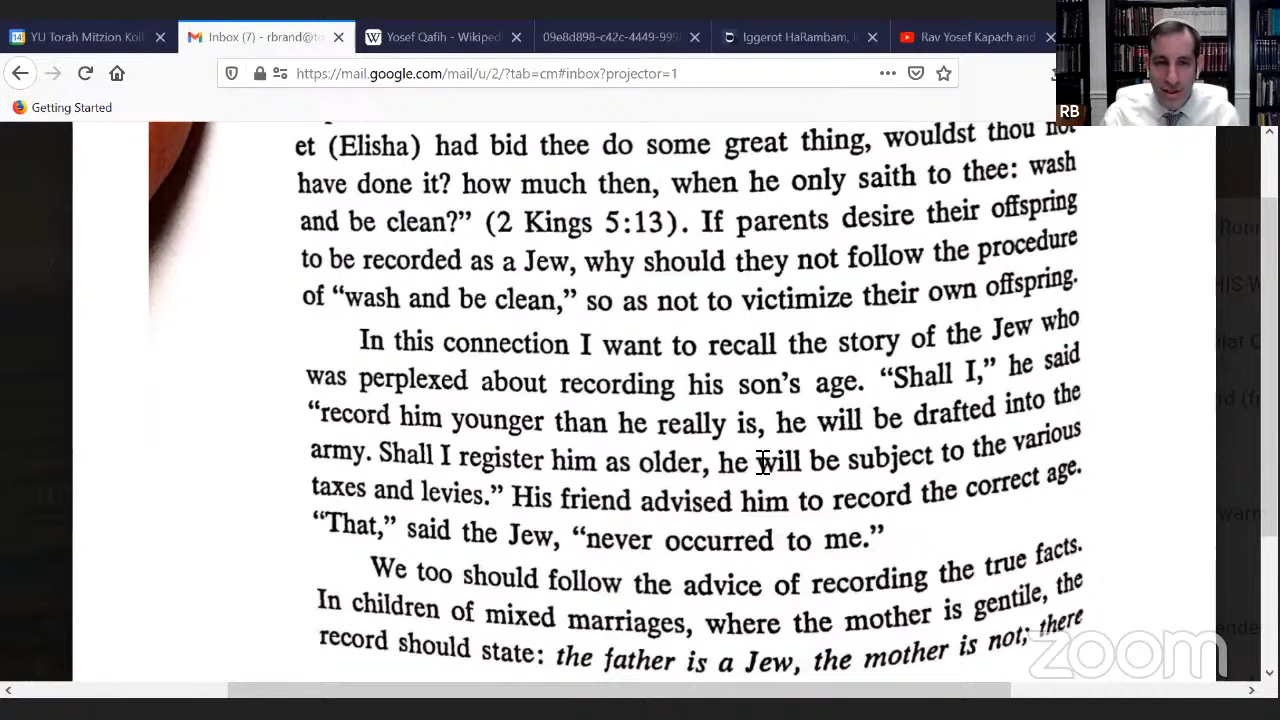 YU Torah Mitzion Koll
Inbox (7) - rbrand@to
Yosef Qafih - Wikiped
09e8d898-c42c-4449-999
Iggerot HaRambam, I
Rav Yosef Kapach and
https://mail.google.com/mail/u/2/?tab=cm#inbox?projector=1
Getting Started
RB
et (Elisha) had bid thee do some great thing, wouldst thou not
have done it? how much then, when he only saith to thee: wash
and be clean?" (2 Kings 5:13). If parents desire their offspring
to be recorded as a Jew, why should they not follow the procedure
of "wash and be clean," so as not to victimize their own offspring.
In this connection I want to recall the story of the Jew who
was perplexed about recording his son's age. "Shall I," he said
"record him younger than he really is, he will be drafted into the
army. Shall I register him as older, he will be subject to the various
taxes and levies." His friend advised him to record the correct age.
"That," said the Jew, "never occurred to me."
We too should follow the advice of recording the true facts.
In children of mixed marriages, where the mother is gentile, the
record should state: the father is a Jew, the mother is not; there
zoom